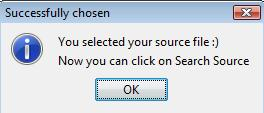 Successfully chosen
You selected your source file :)
Now you can click on Search Source
OK